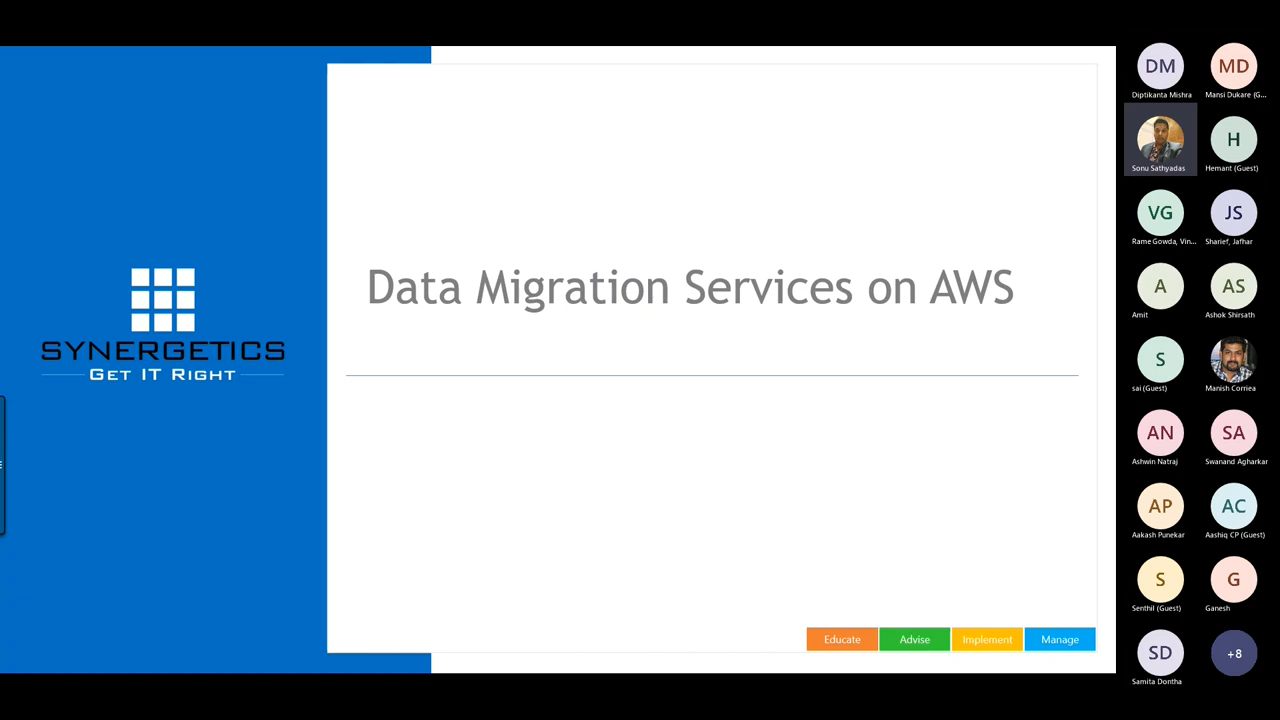 SYNERGETICS
GET IT RIGHT
Data Migration Services on AWS
Educate
Advise
Implement
Manage
DM
Diptikanta Mishra
MD
Mansi Dukare (G...
Sonu Sathyadas
H
Hemant (Guest)
VG
Rame Gowda, Vin...
JS
Sharief, Jafhar
A
Amit
AS
Ashok Shirsath
S
sai (Guest)
Manish Corriea
AN
Ashwin Natraj
SA
Swanand Agharkar
AP
Aakash Punekar
AC
Aashiq CP (Guest)
S
Senthil (Guest)
G
Ganesh
SD
Samita Dontha
+8